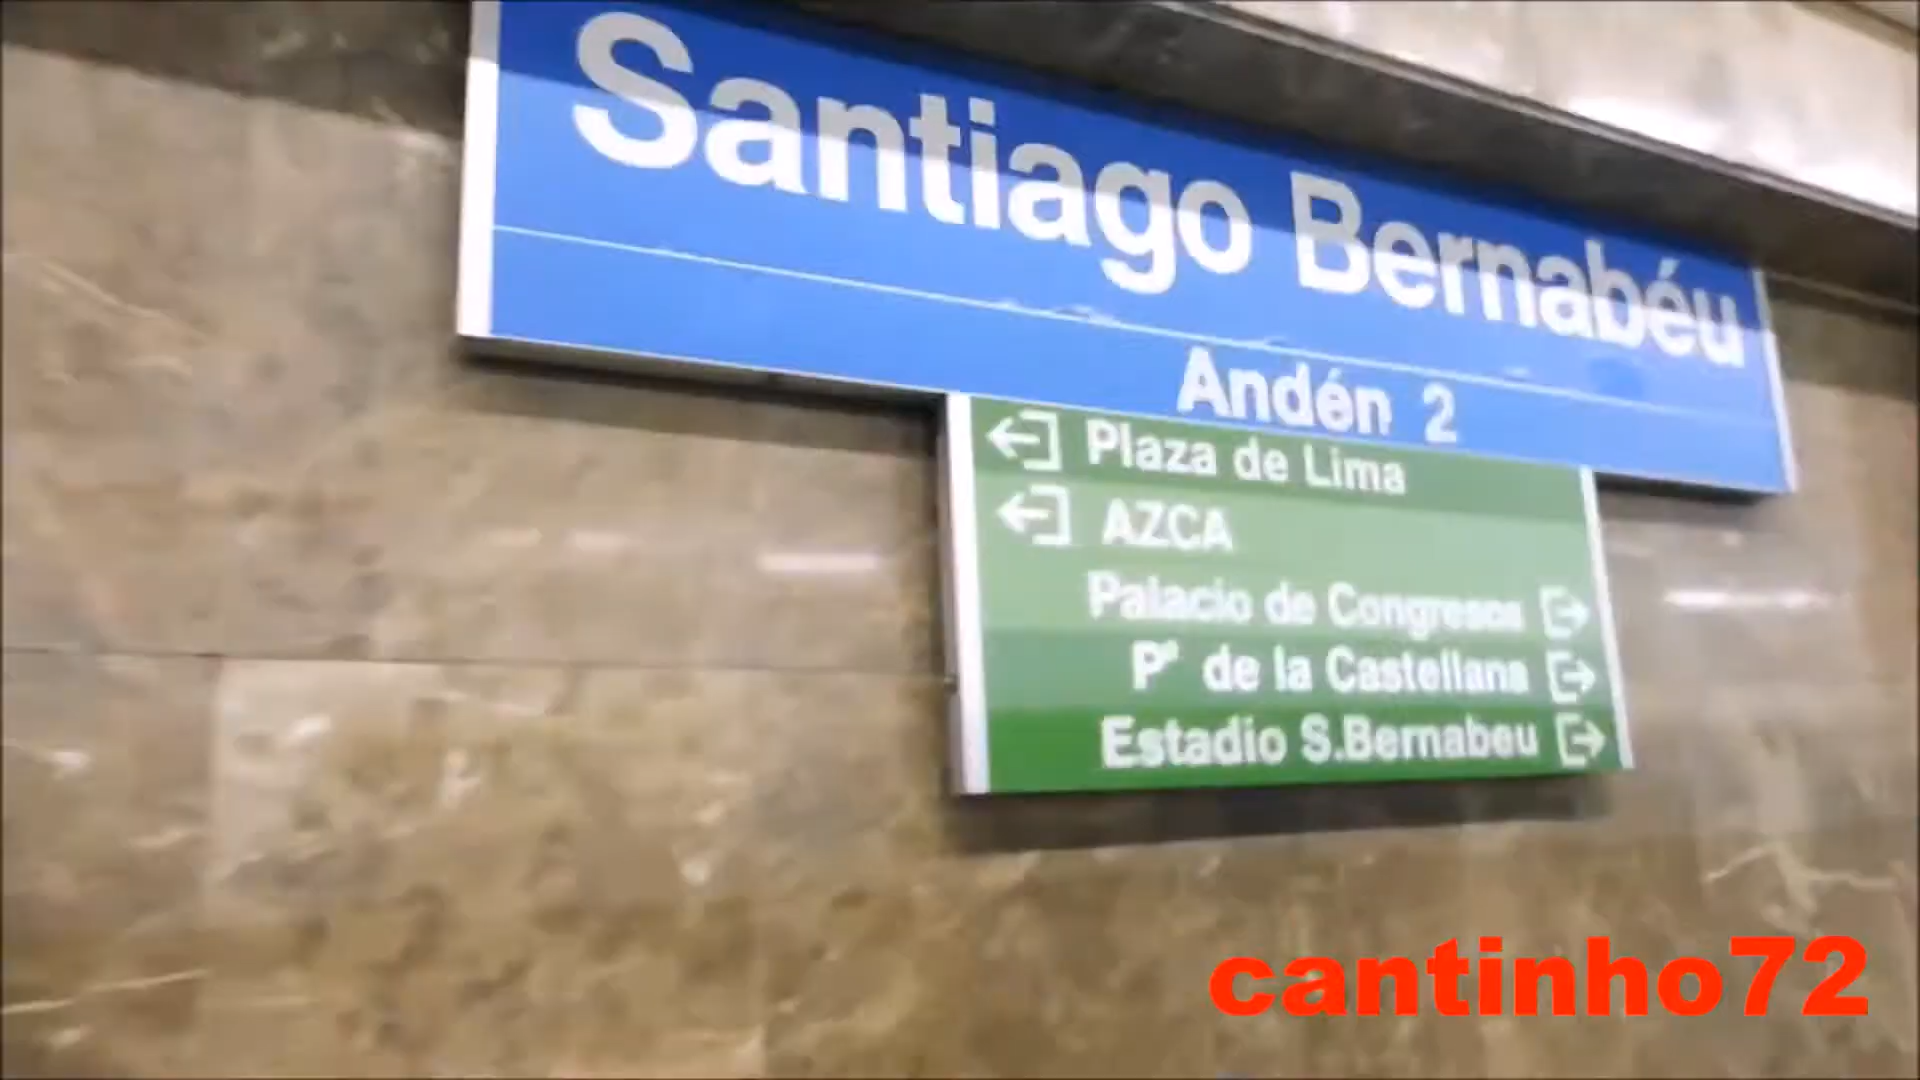 Santiago Bernabéu
Andén 2
Plaza de Lima
AZCA
Palacio de Congresos
Pº de la Castellana
Estadio S.Bernabeu
cantinho72